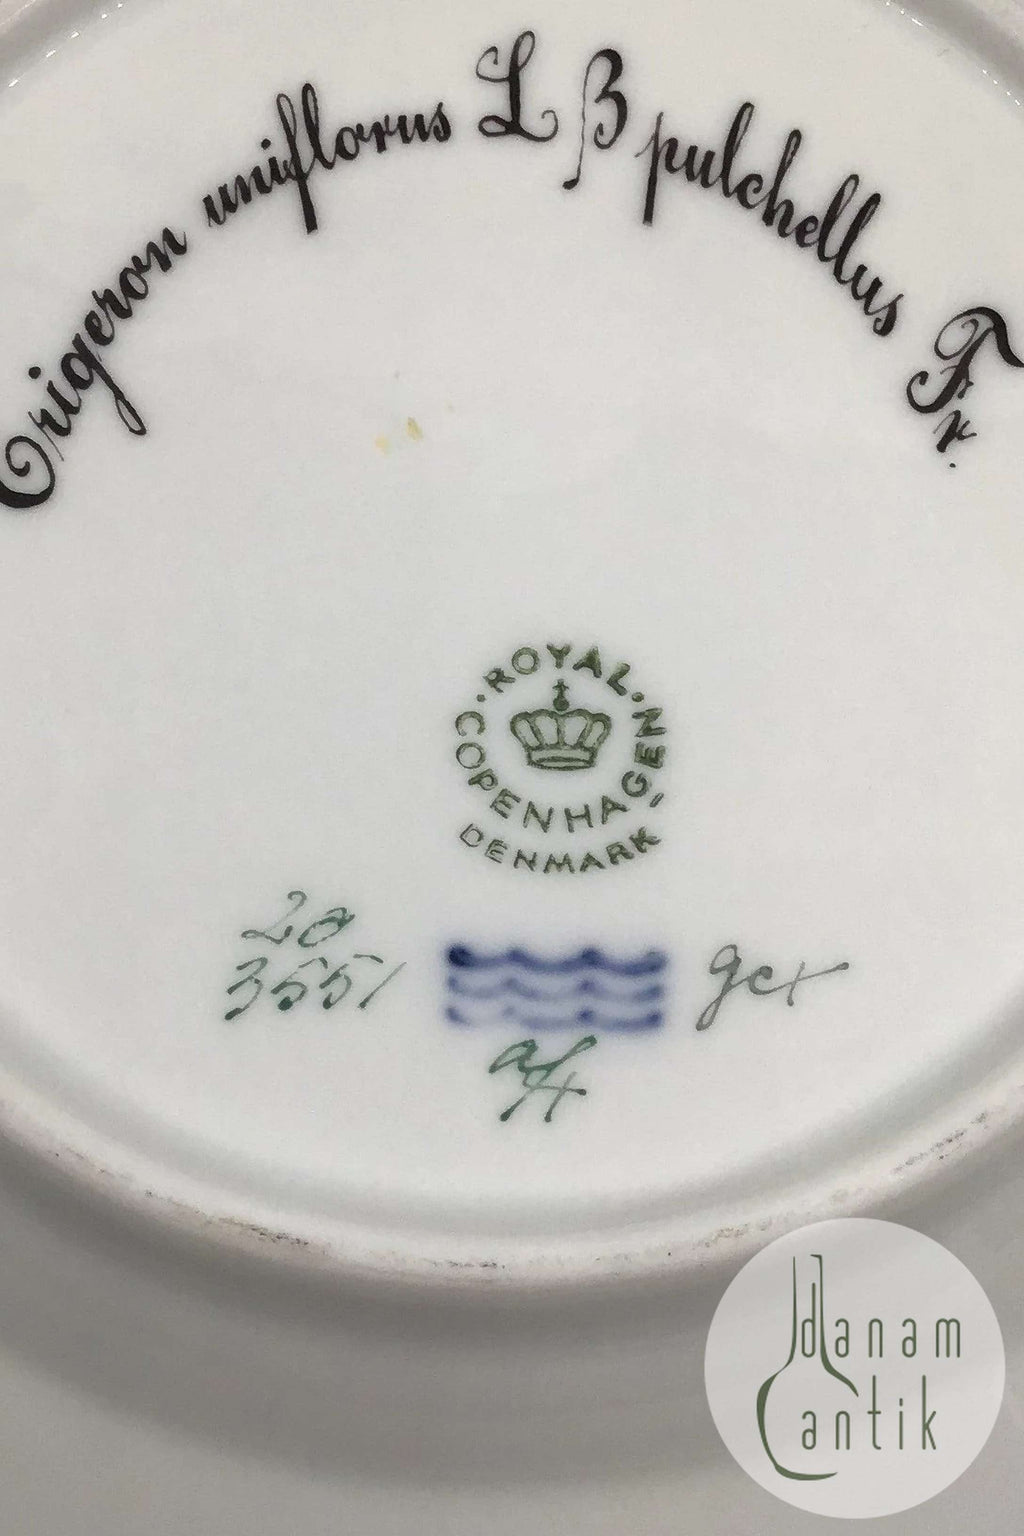 Erigeron uniflorus L β pulchellus Fr.
ROYAL
COPENHAGEN
DENMARK
20
3551
danam
antik